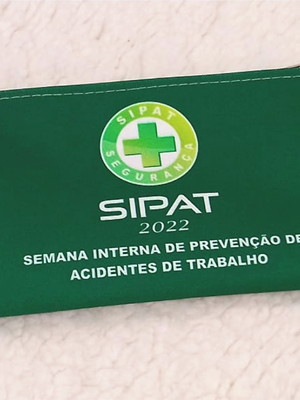 SIPAT
SEGURANÇA
SIPAT
2022
SEMANA INTERNA DE PREVENÇÃO DE
ACIDENTES DE TRABALHO